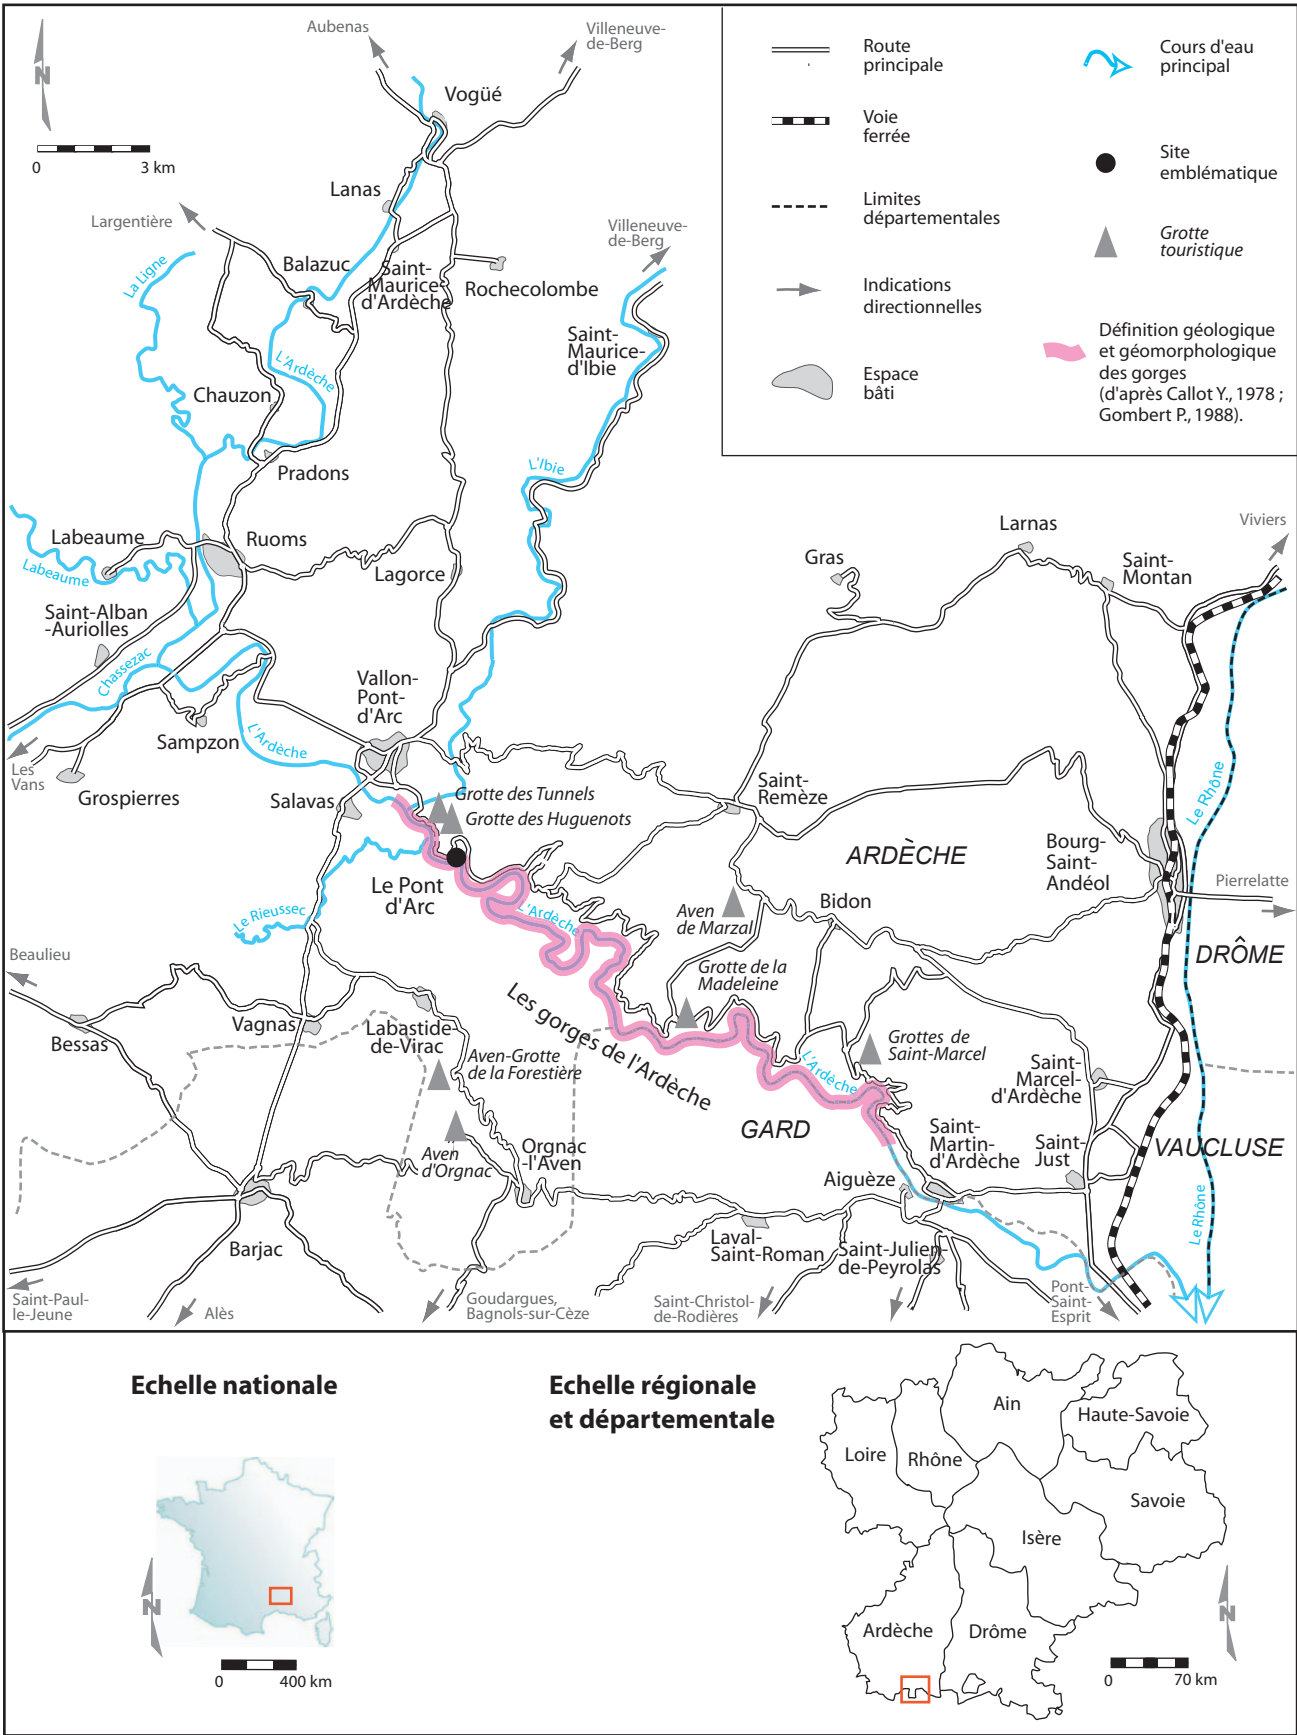 Aubenas
Villeneuve-
de-Berg
N
0
3 km
Vogüé
Lanas
Largentière
Villeneuve-
de-Berg
La Ligne
Balazuc
Saint-
Maurice
d'Ardèche
Rochecolombe
L'Ardèche
Saint-
Maurice-
d'Ibie
Chauzon
Pradons
L'Ibie
Labeaume
Ruoms
Labeaume
Lagorce
Saint-Alban
-Auriolles
Chassezac
Vallon-
Pont-
d'Arc
Sampzon
L'Ardèche
Les
Vans
Grospierres
Salavas
Grotte des Tunnels
Grotte des Huguenots
Le Pont
d'Arc
Le Rieussec
L'Ardèche
Route
principale
Voie
ferrée
Limites
départementales
Indications
directionnelles
Espace
bâti
Cours d'eau
principal
Site
emblématique
Grotte
touristique
Définition géologique
et géomorphologique
des gorges
(d'après Callot Y., 1978 ;
Gombert P., 1988).
Larnas
Viviers
Gras
Saint-
Montan
Saint-
Remèze
Le Rhône
ARDÈCHE
Bourg-
Saint-
Andéol
Pierrelatte
Aven
de Marzal
Bidon
DRÔME
Beaulieu
Grotte de la
Madeleine
Les gorges de l'Ardèche
Vagnas
Bessas
Labastide-
de-Virac
Aven-Grotte
de la Forestière
Grottes de
Saint-Marcel
L'Ardèche
Saint-
Marcel-
d'Ardèche
GARD
Aven
d'Orgnac
Orgnac
-l'Aven
Saint-
Martin-
d'Ardèche
Saint-
Just
VAUCLUSE
Aiguèze
Le Rhône
Barjac
Laval-
Saint-Roman
Saint-Julien-
de-Peyrolas
Saint-Paul-
le-Jeune
Alès
Goudargues,
Bagnols-sur-Cèze
Saint-Christol-
de-Rodières
Pont-
Saint-
Esprit
Echelle nationale
N
0
400 km
Echelle régionale
et départementale
Ain
Haute-Savoie
Loire
Rhône
Savoie
Isère
Ardèche
Drôme
N
0
70 km